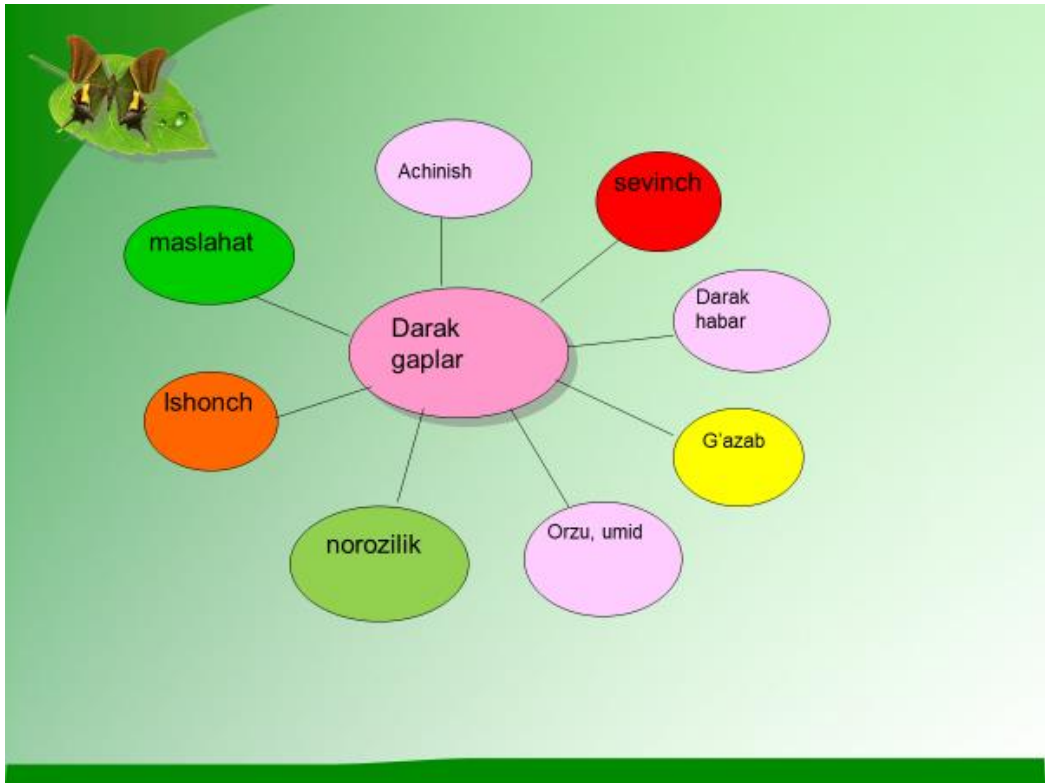 Achinish
sevinch
maslahat
Darak
habar
Darak
gaplar
Ishonch
G'azab
norozilik
Orzu, umid